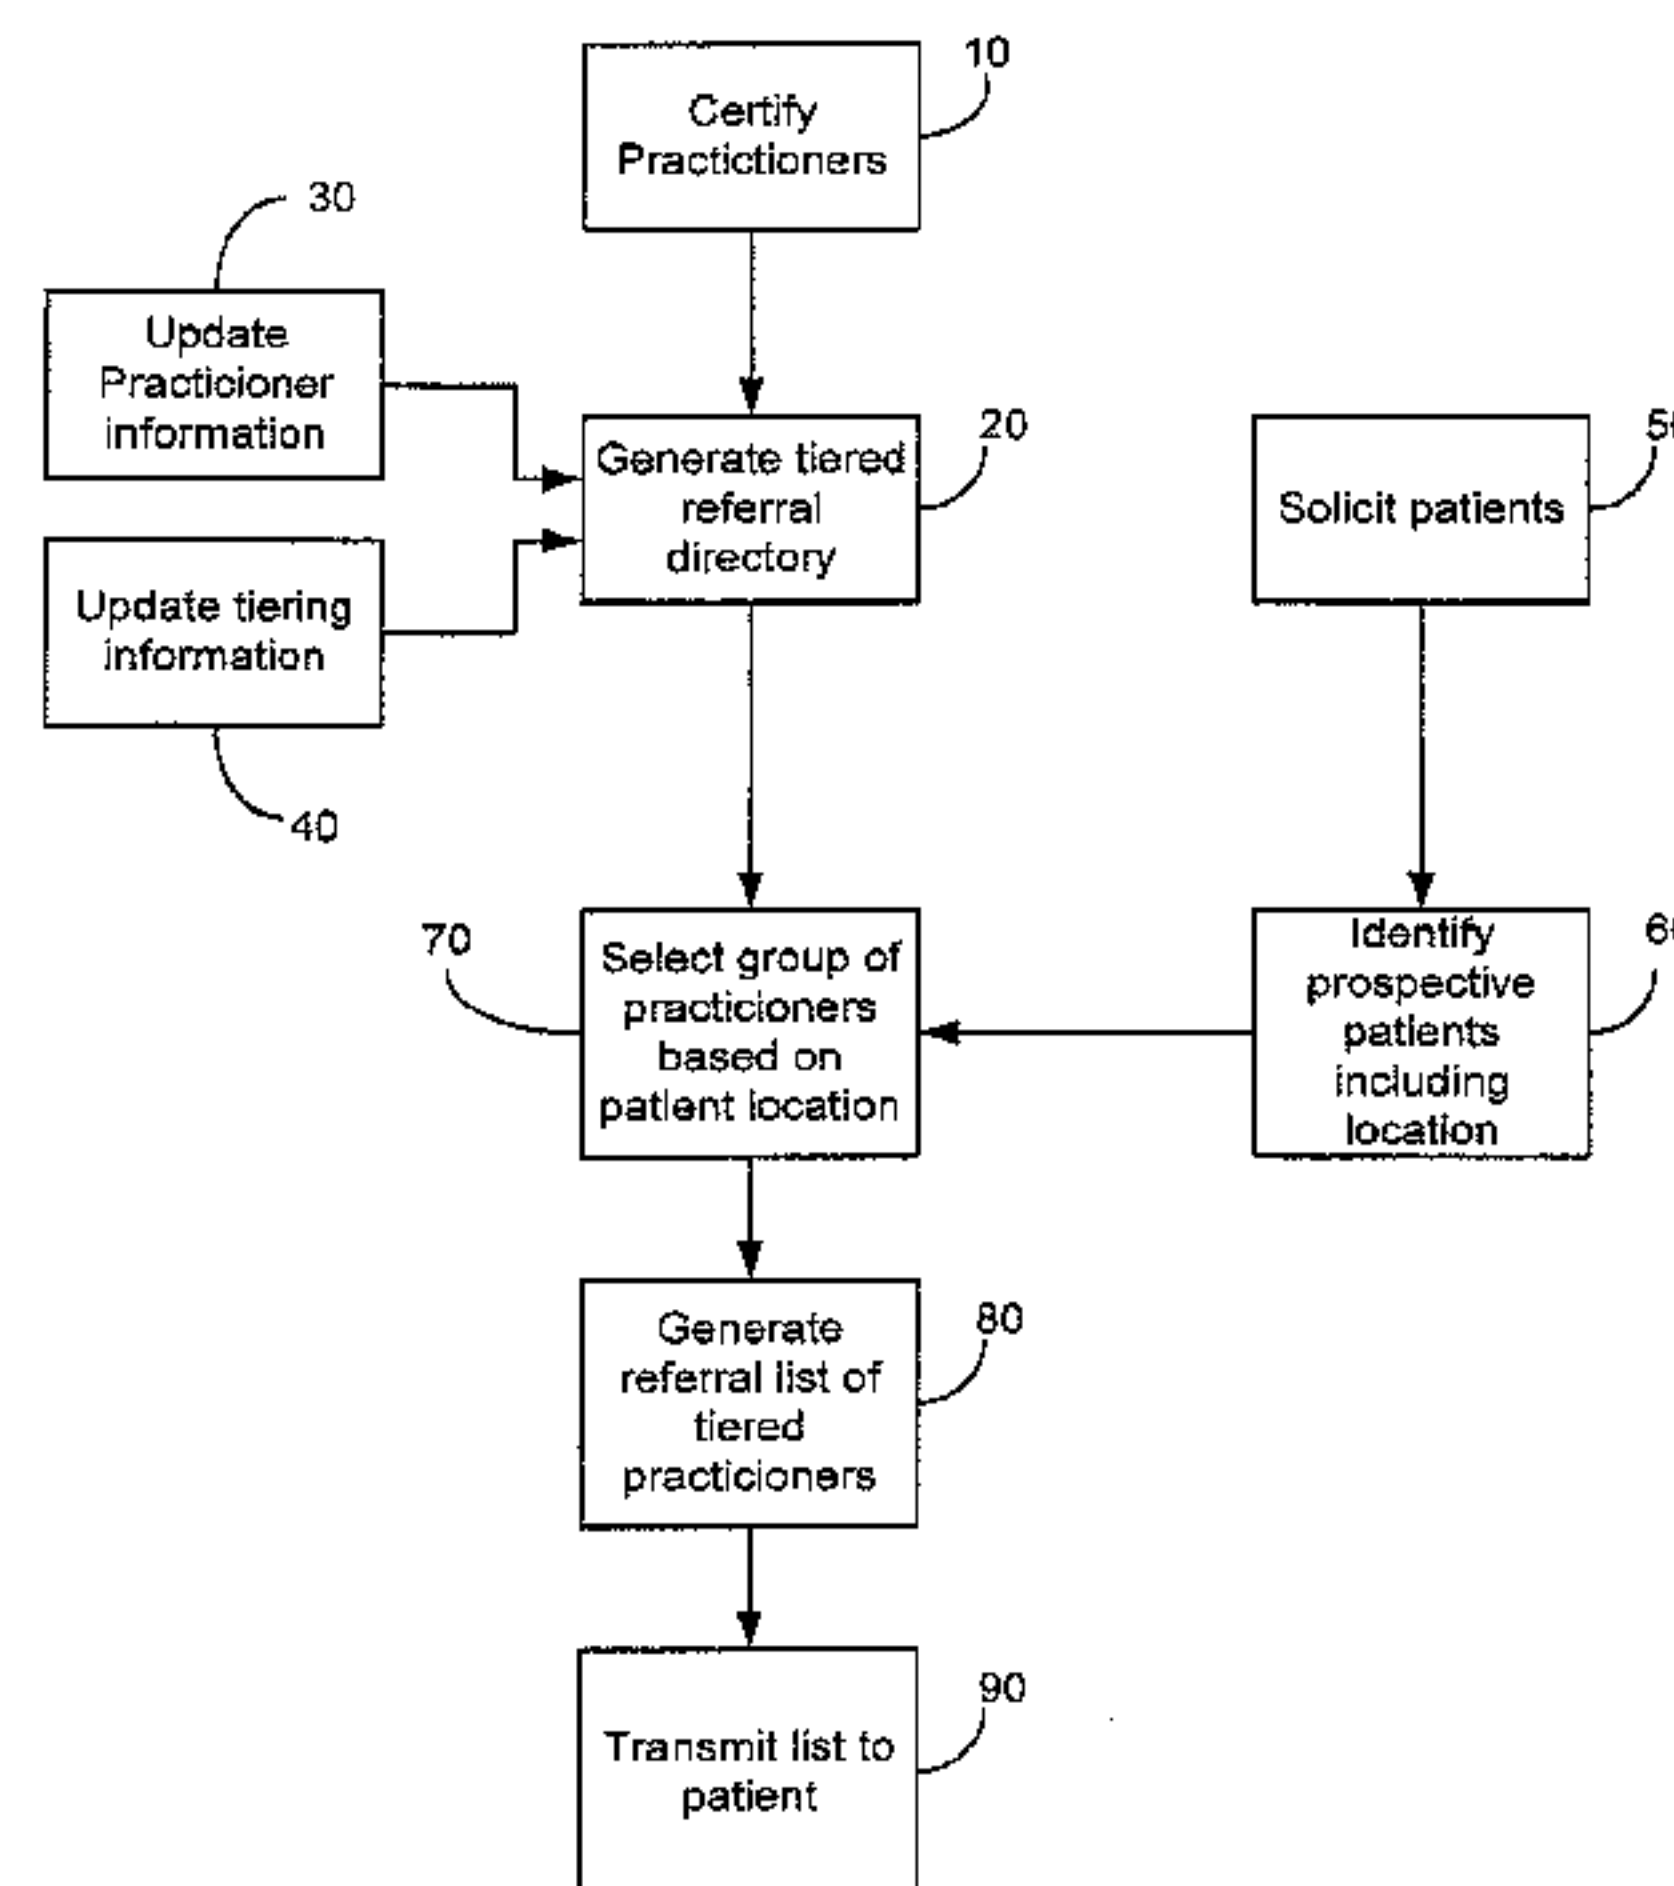 10
Certify
Practictioners
30
Update
Practicioner
information
20
Generate tiered
referral
directory
Solicit patients
Update tiering
information
40
70
Select group of
practicioners
based on
patient location
Identify
prospective
patients
including
location
80
Generate
referral list of
tiered
practicioners
90
Transmit list to
patient